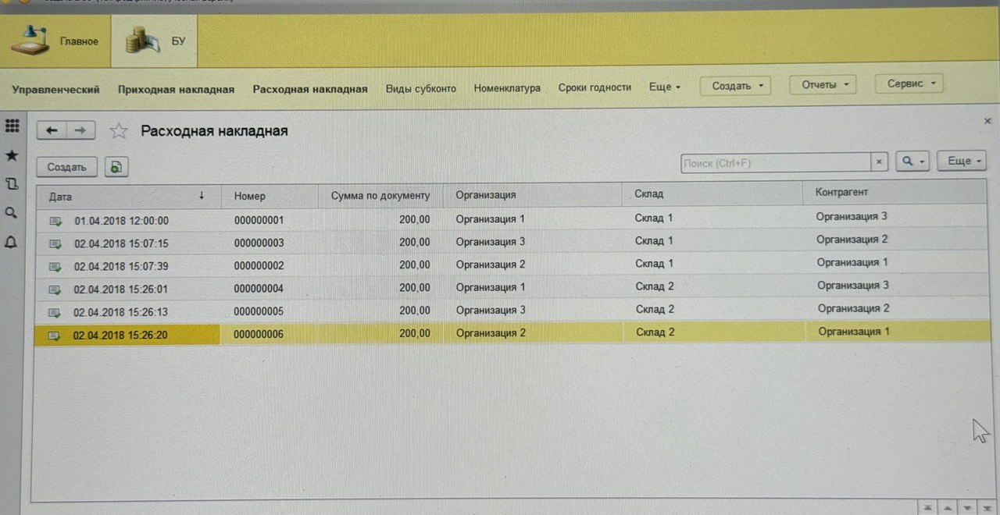 Главное
БУ
Управленческий Приходная накладная Расходная накладная Виды субконто Номенклатура Сроки годности Еще Создать Отчеты Сервис
Расходная накладная
Создать Поиск (Ctrl+F) Еще
Дата Номер Сумма по документу Организация Склад Контрагент
01.04.2018 12:00:00 000000001 200,00 Организация 1 Склад 1 Организация 3
02.04.2018 15:07:15 000000003 200,00 Организация 3 Склад 1 Организация 2
02.04.2018 15:07:39 000000002 200,00 Организация 2 Склад 1 Организация 1
02.04.2018 15:26:01 000000004 200,00 Организация 1 Склад 2 Организация 3
02.04.2018 15:26:13 000000005 200,00 Организация 3 Склад 2 Организация 2
02.04.2018 15:26:20 000000006 200,00 Организация 2 Склад 2 Организация 1